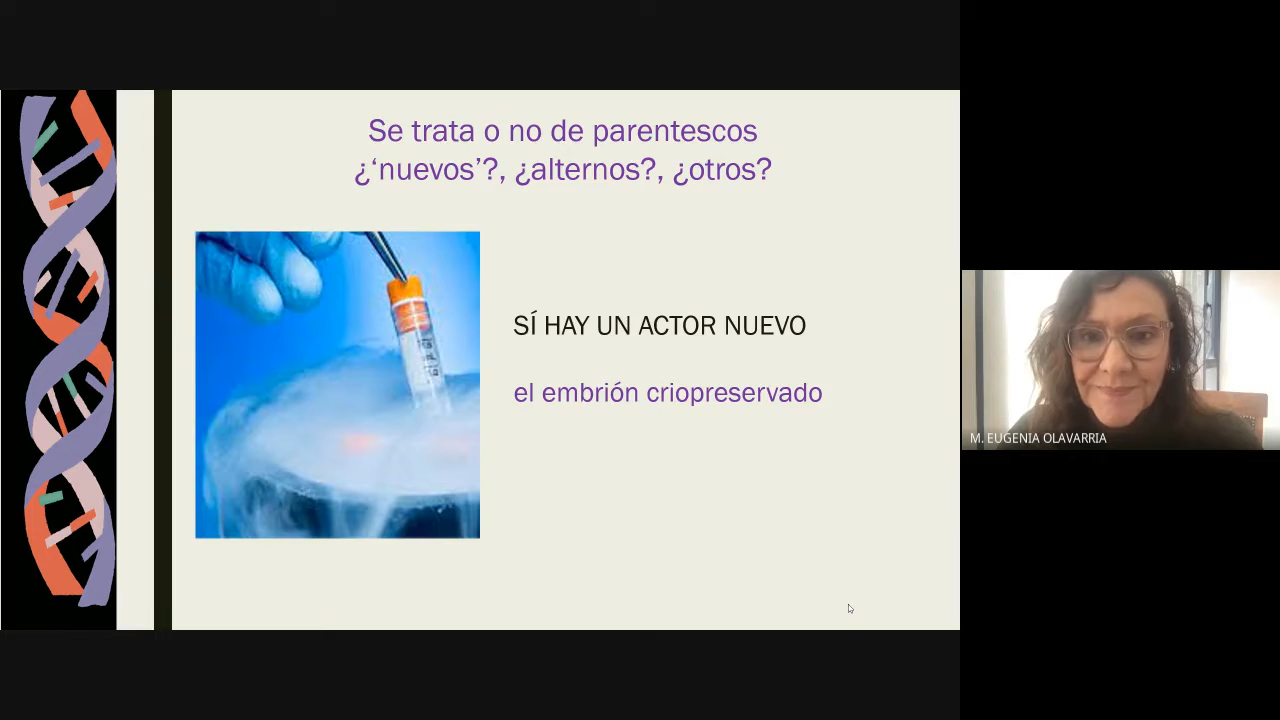 Se trata o no de parentescos
¿‘nuevos’?, ¿alternos?, ¿otros?
SÍ HAY UN ACTOR NUEVO
el embrión criopreservado
M. EUGENIA OLAVARRIA